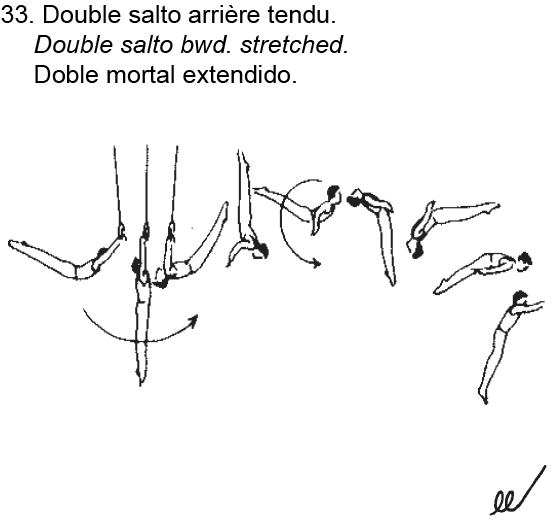 33. Double salto arrière tendu.
Double salto bwd. stretched.
Doble mortal extendido.